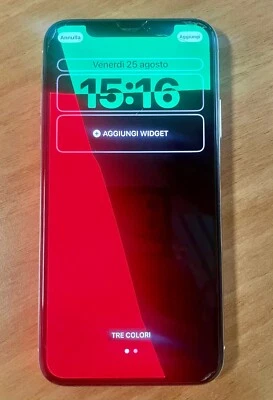 Annulla Aggiungi
Venerdì 25 agosto
15:16
AGGIUNGI WIDGET
TRE COLORI